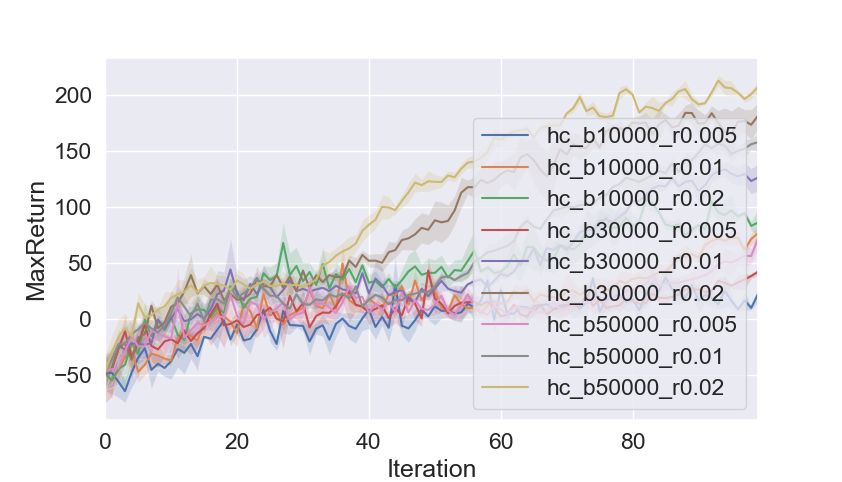 200
150
100
50
0
−50
MaxReturn
0 20 40 60 80
Iteration
hc_b10000_r0.005
hc_b10000_r0.01
hc_b10000_r0.02
hc_b30000_r0.005
hc_b30000_r0.01
hc_b30000_r0.02
hc_b50000_r0.005
hc_b50000_r0.01
hc_b50000_r0.02